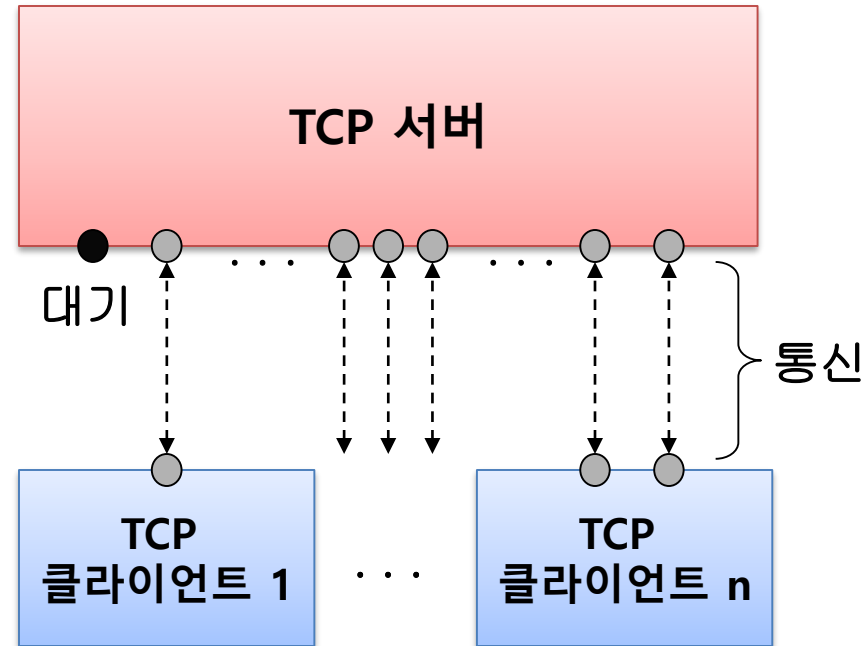 TCP 서버
. . .
. . .
대기
통신
TCP
클라이언트 1
. . .
TCP
클라이언트 n